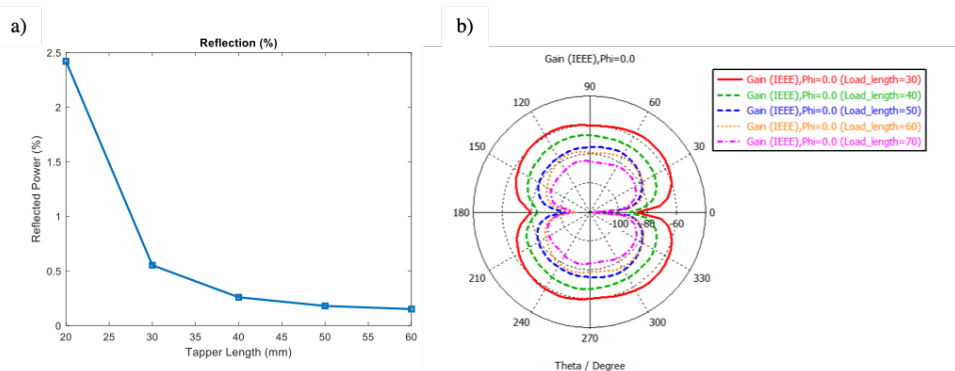 a)
Reflection (%)
2.5
2
1.5
1
0.5
0
20 25 30 35 40 45 50 55 60
Reflected Power (%)
Tapper Length (mm)
b)
Gain (IEEE),Phi=0.0
90
120 60
150 30
180 -100 -80 -60 0
210 330
240 300
270
Theta / Degree
Gain (IEEE),Phi=0.0 (Load_length=30)
Gain (IEEE),Phi=0.0 (Load_length=40)
Gain (IEEE),Phi=0.0 (Load_length=50)
Gain (IEEE),Phi=0.0 (Load_length=60)
Gain (IEEE),Phi=0.0 (Load_length=70)